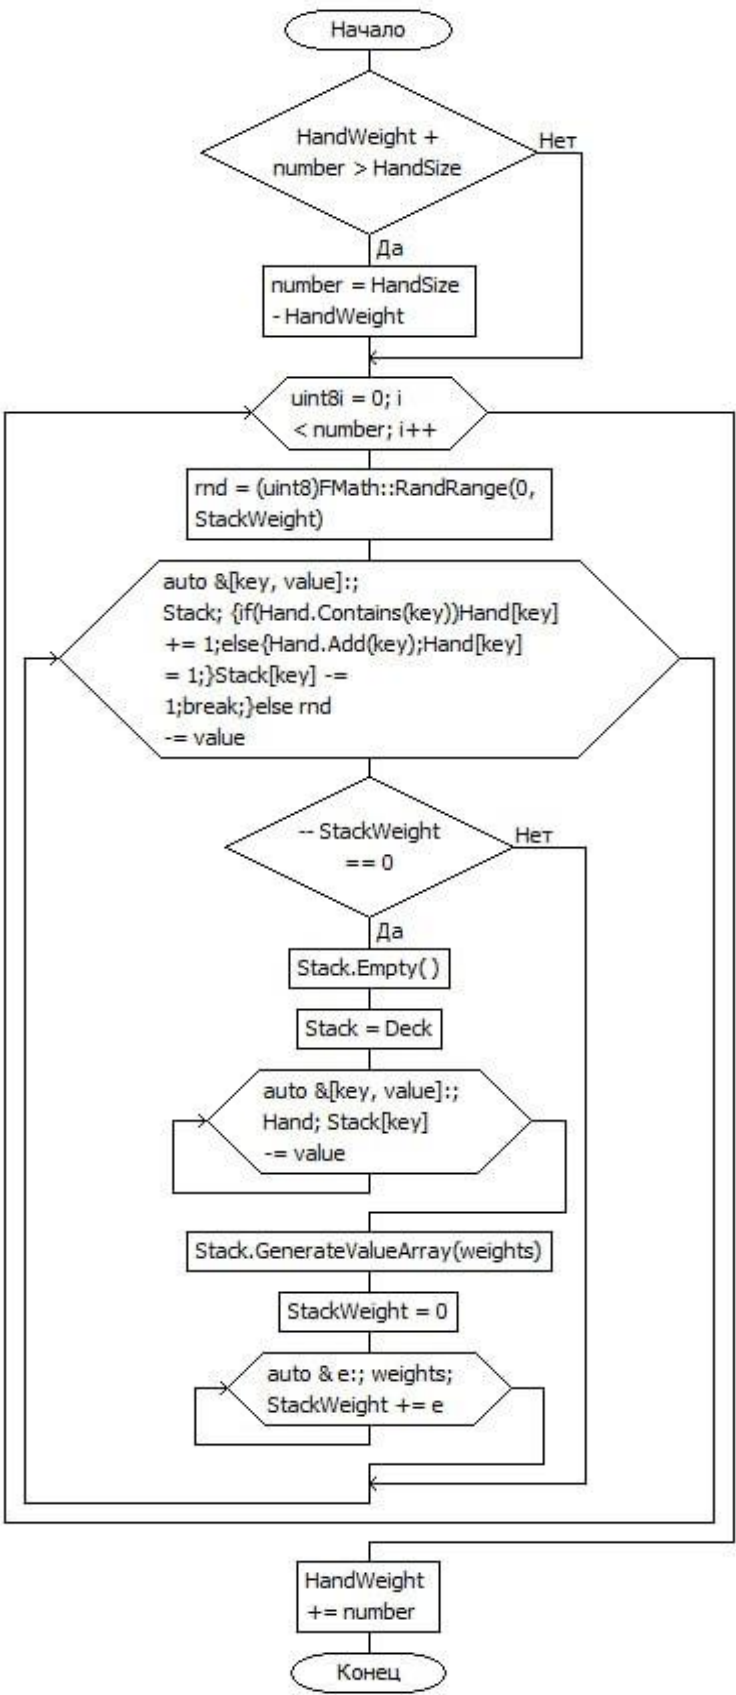 Начало
HandWeight +
number > HandSize
Нет
Да
number = HandSize
- HandWeight
uint8i = 0; i
< number; i++
rnd = (uint8)FMath::RandRange(0,
StackWeight)
auto &[key, value]:;
Stack; {if(Hand.Contains(key))Hand[key]
+= 1;else{Hand.Add(key);Hand[key]
= 1;}Stack[key] -=
1;break;}else rnd
-= value
-- StackWeight
== 0
Нет
Да
Stack.Empty()
Stack = Deck
auto &[key, value]:;
Hand; Stack[key]
-= value
Stack.GenerateValueArray(weights)
StackWeight = 0
auto & e:; weights;
StackWeight += e
HandWeight
+= number
Конец